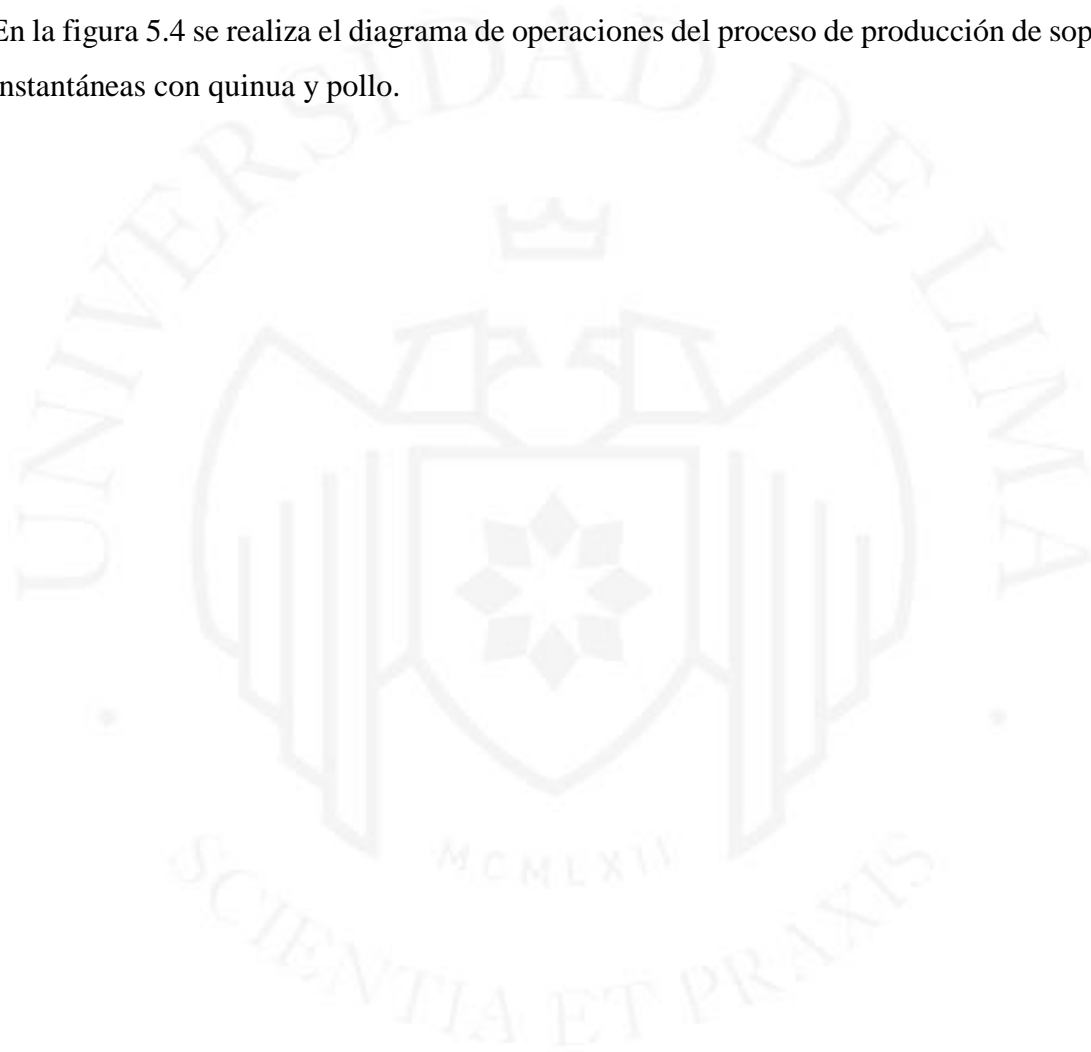 En la figura 5.4 se realiza el diagrama de operaciones del proceso de producción de sop
nstantáneas con quinua y pollo.
UNIVERSIDAD DE LIMA
MCMLXII
SCIENTIA ET PRAXIS